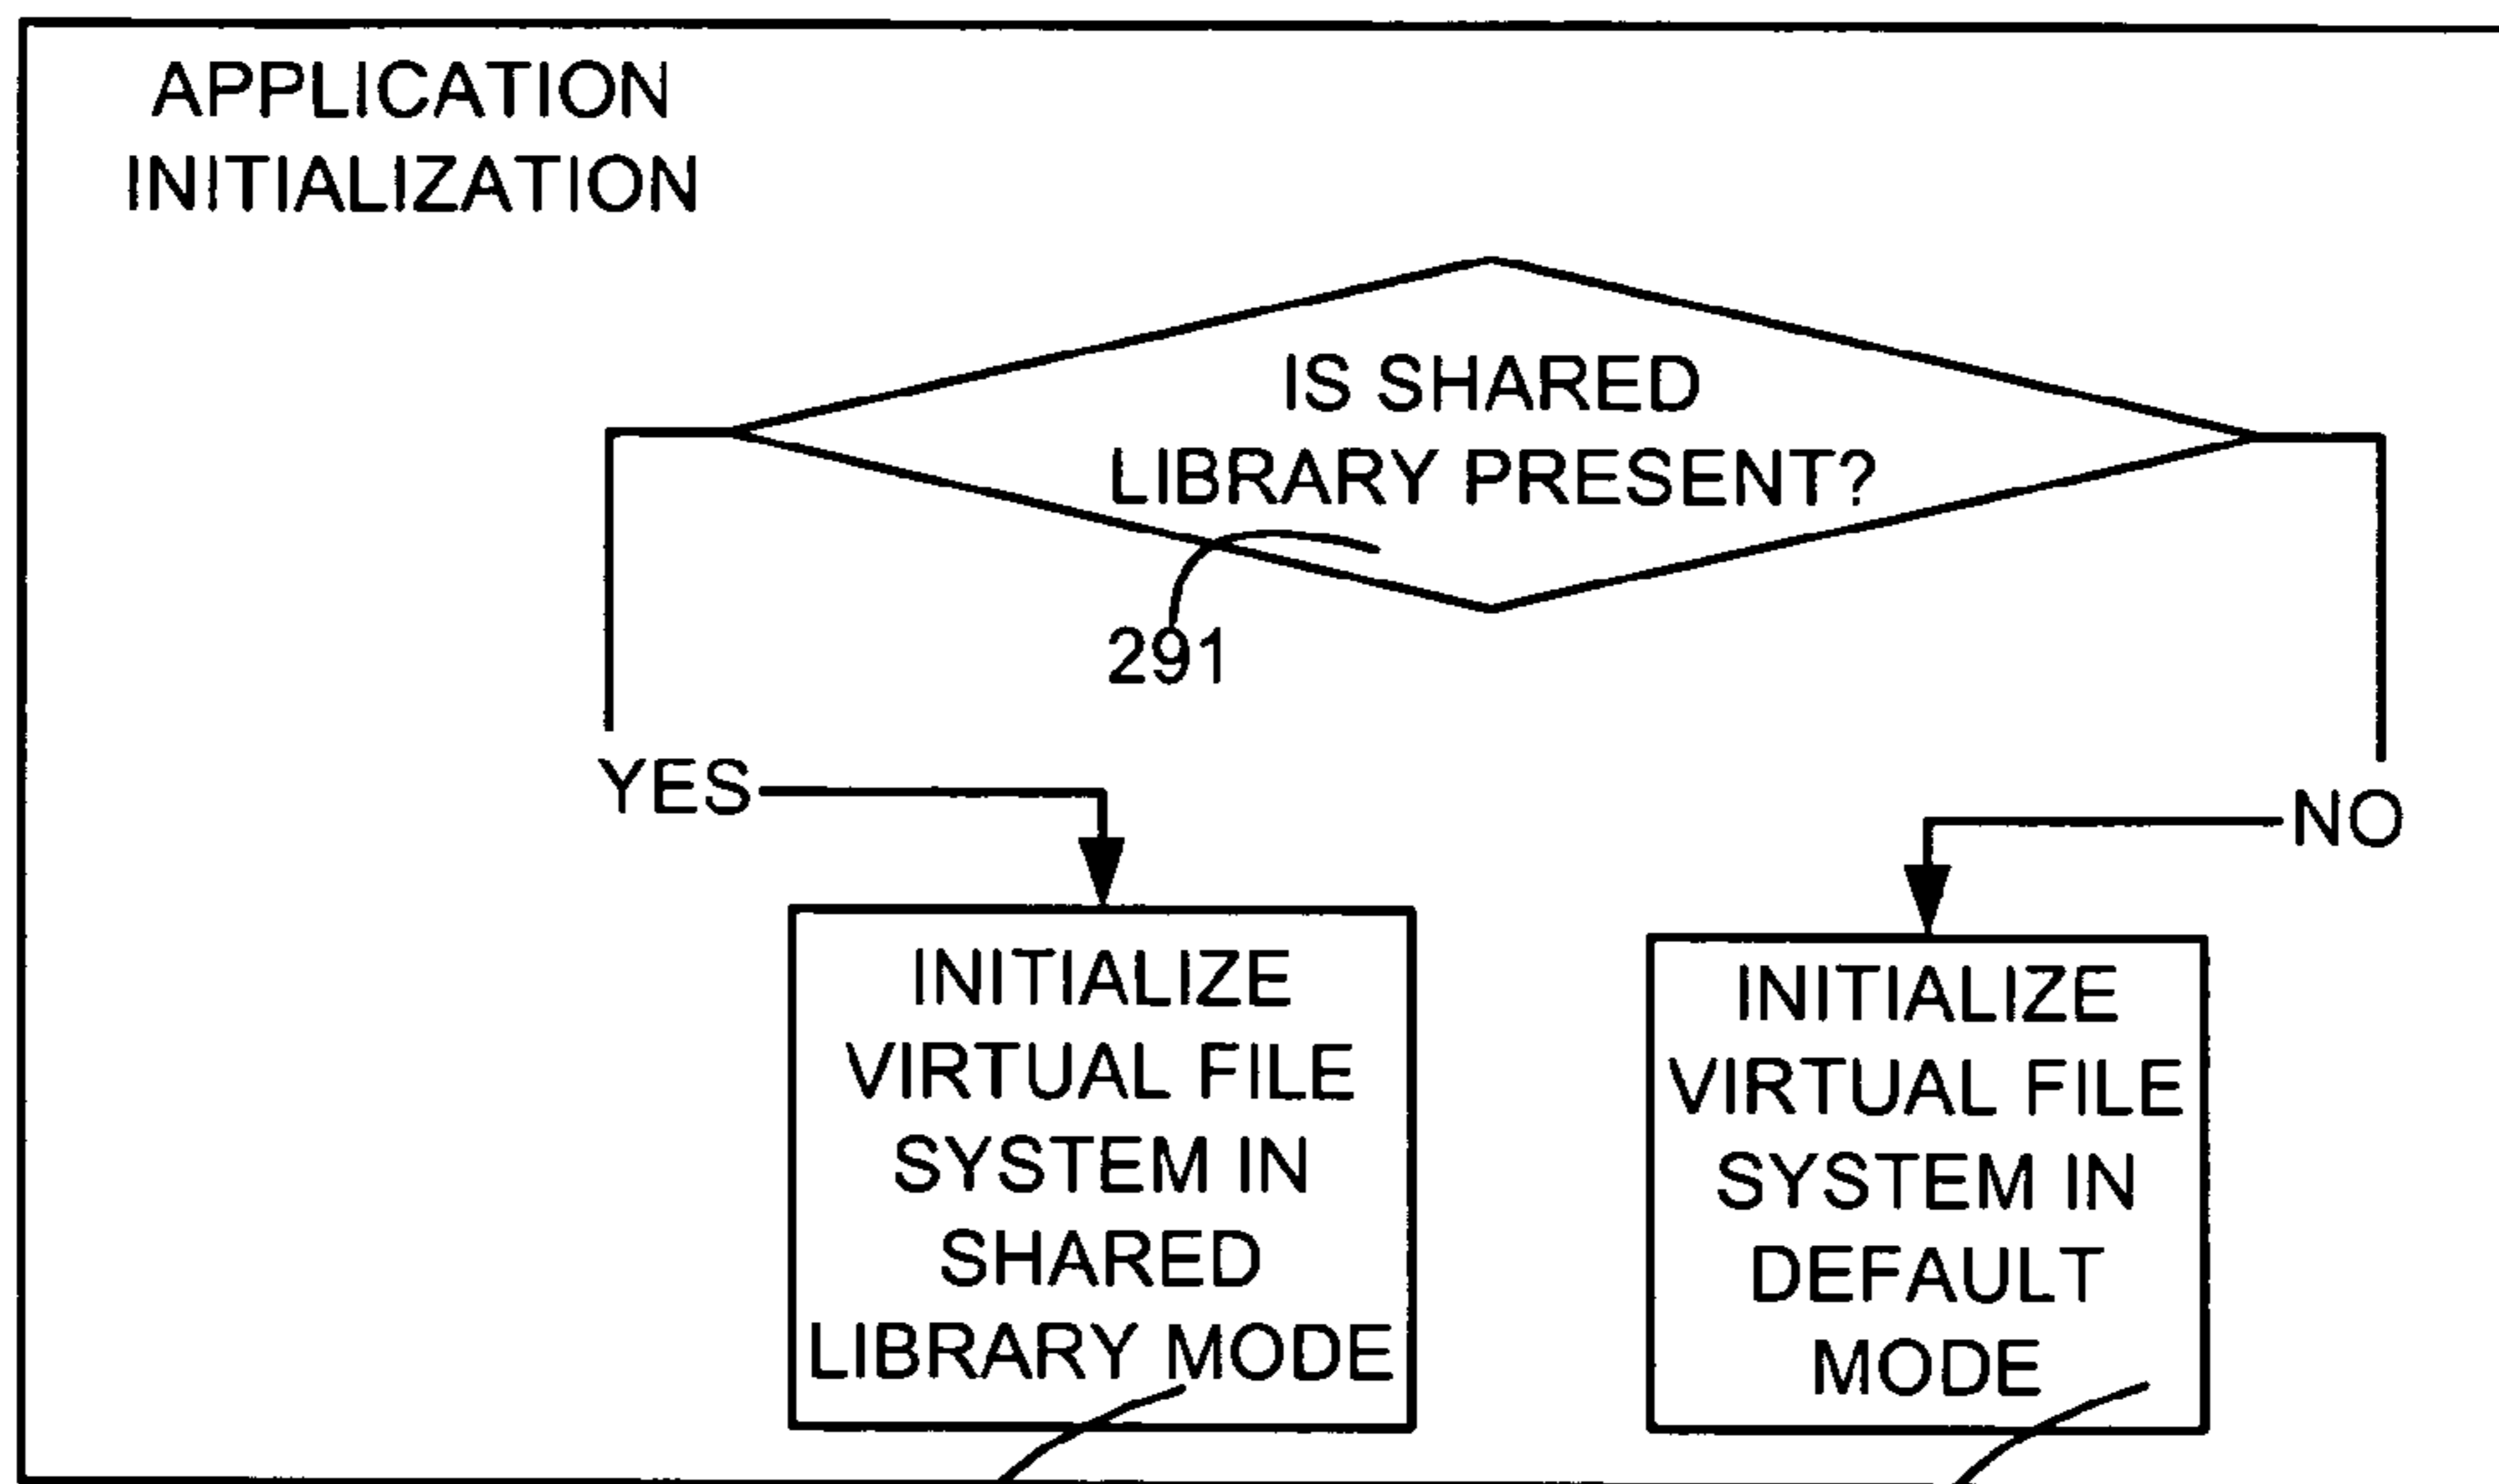 APPLICATION
INITIALIZATION
IS SHARED
LIBRARY PRESENT?
291
YES
NO
INITIALIZE
VIRTUAL FILE
SYSTEM IN
SHARED
LIBRARY MODE
INITIALIZE
VIRTUAL FILE
SYSTEM IN
DEFAULT
MODE